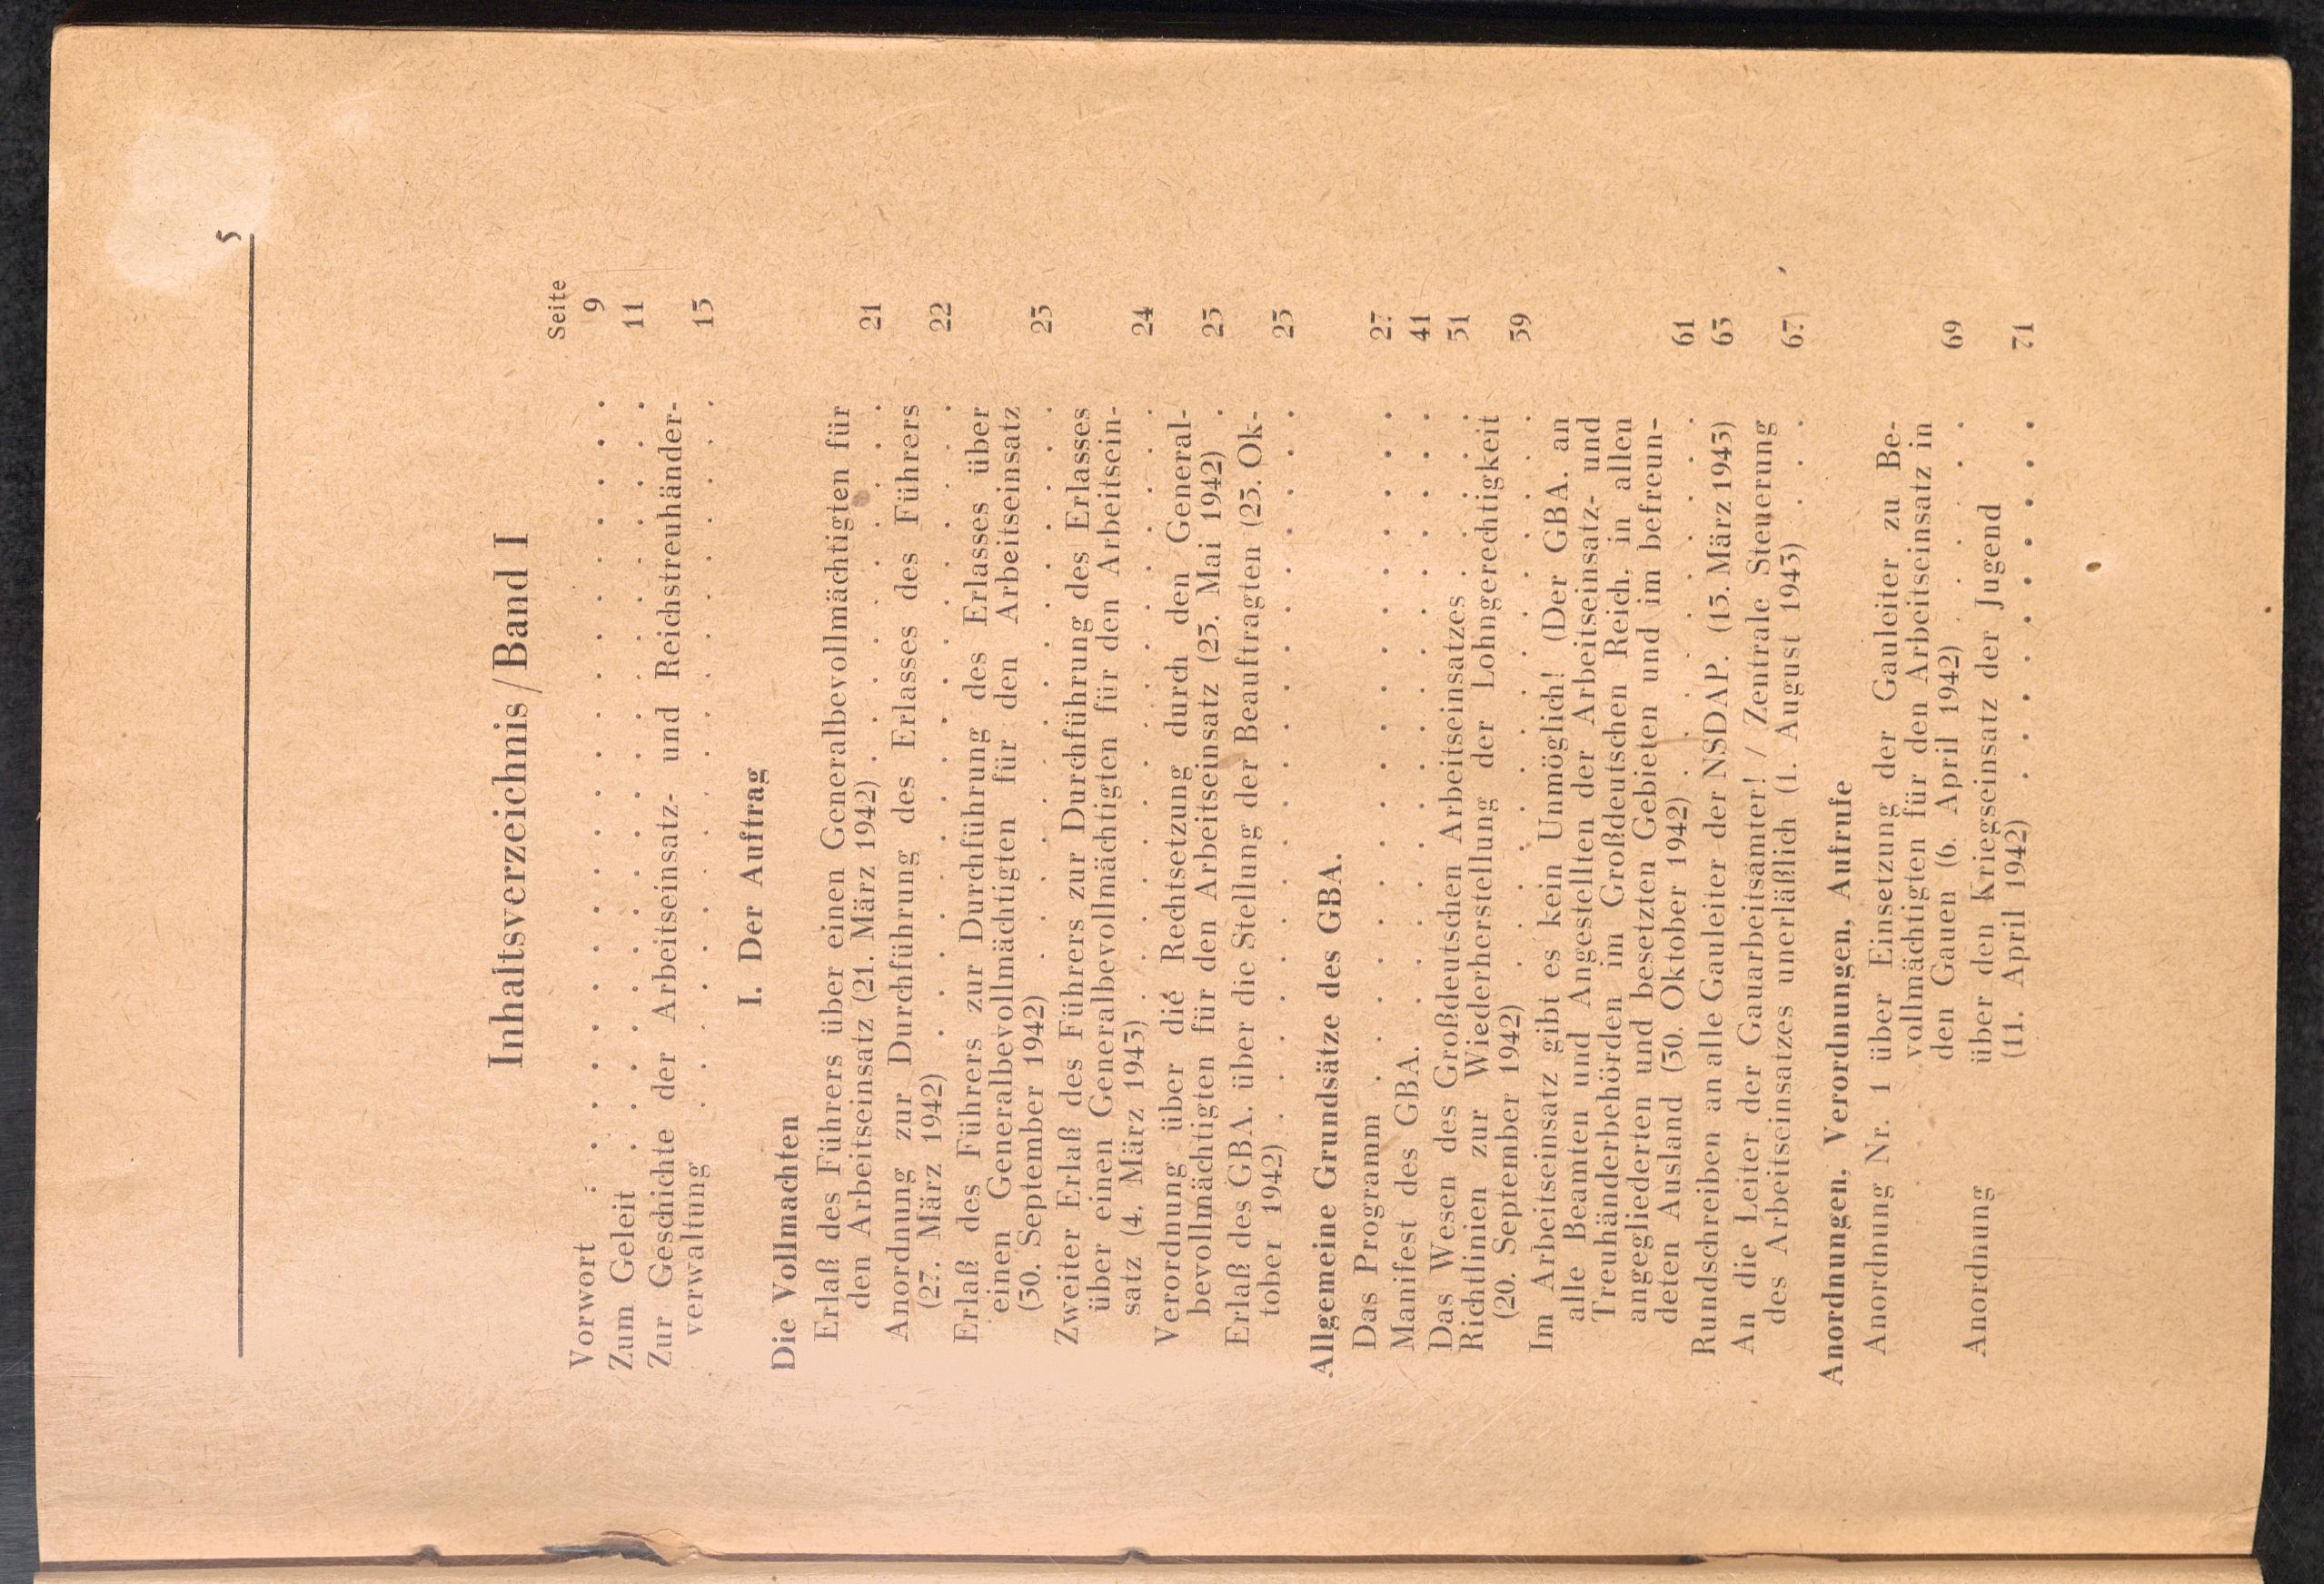 5
Inhaltsverzeichnis / Band I
Seite
Vorwort . . . . . . . . . . . . . . . . . . 9
Zum Geleit . . . . . . . . . . . . . . . . . 11
Zur Geschichte der Arbeitseinsatz- und Reichstreuhänder-
verwaltung . . . . . . . . . . . . . . . . 15
I. Der Auftrag
Die Vollmachten
Erlaß des Führers über einen Generalbevollmächtigten für
den Arbeitseinsatz (21. März 1942) . . . . . . . . 21
Anordnung zur Durchführung des Erlasses des Führers
(27. März 1942) . . . . . . . . . . . . . . 22
Erlaß des Führers zur Durchführung des Erlasses über
einen Generalbevollmächtigten für den Arbeitseinsatz
(30. September 1942) . . . . . . . . . . . . 23
Zweiter Erlaß des Führers zur Durchführung des Erlasses
über einen Generalbevollmächtigten für den Arbeitsein-
satz (4. März 1943) . . . . . . . . . . . . . 24
Verordnung über die Rechtsetzung durch den General-
bevollmächtigten für den Arbeitseinsatz (25. Mai 1942) . 25
Erlaß des GBA. über die Stellung der Beauftragten (25. Ok-
tober 1942) . . . . . . . . . . . . . . . . 25
Allgemeine Grundsätze des GBA.
Das Programm . . . . . . . . . . . . . . . 27
Manifest des GBA. . . . . . . . . . . . . . . 41
Das Wesen des Großdeutschen Arbeitseinsatzes . . . . . 51
Richtlinien zur Wiederherstellung der Lohngerechtigkeit
(20. September 1942) . . . . . . . . . . . . 59
Im Arbeitseinsatz gibt es kein Unmöglich! (Der GBA. an
alle Beamten und Angestellten der Arbeitseinsatz- und
Treuhänderbehörden im Großdeutschen Reich, in allen
angegliederten und besetzten Gebieten und im befreun-
deten Ausland (30. Oktober 1942) . . . . . . . . 61
Rundschreiben an alle Gauleiter der NSDAP. (15. März 1943) 65
An die Leiter der Gauarbeitsämter! / Zentrale Steuerung
des Arbeitseinsatzes unerläßlich (1. August 1943) . . . 67
Anordnungen, Verordnungen, Aufrufe
Anordnung Nr. 1 über Einsetzung der Gauleiter zu Be-
vollmächtigten für den Arbeitseinsatz in
den Gauen (6. April 1942) . . . . . . 69
Anordnung über den Kriegseinsatz der Jugend
(11. April 1942) . . . . . . . . . . 71